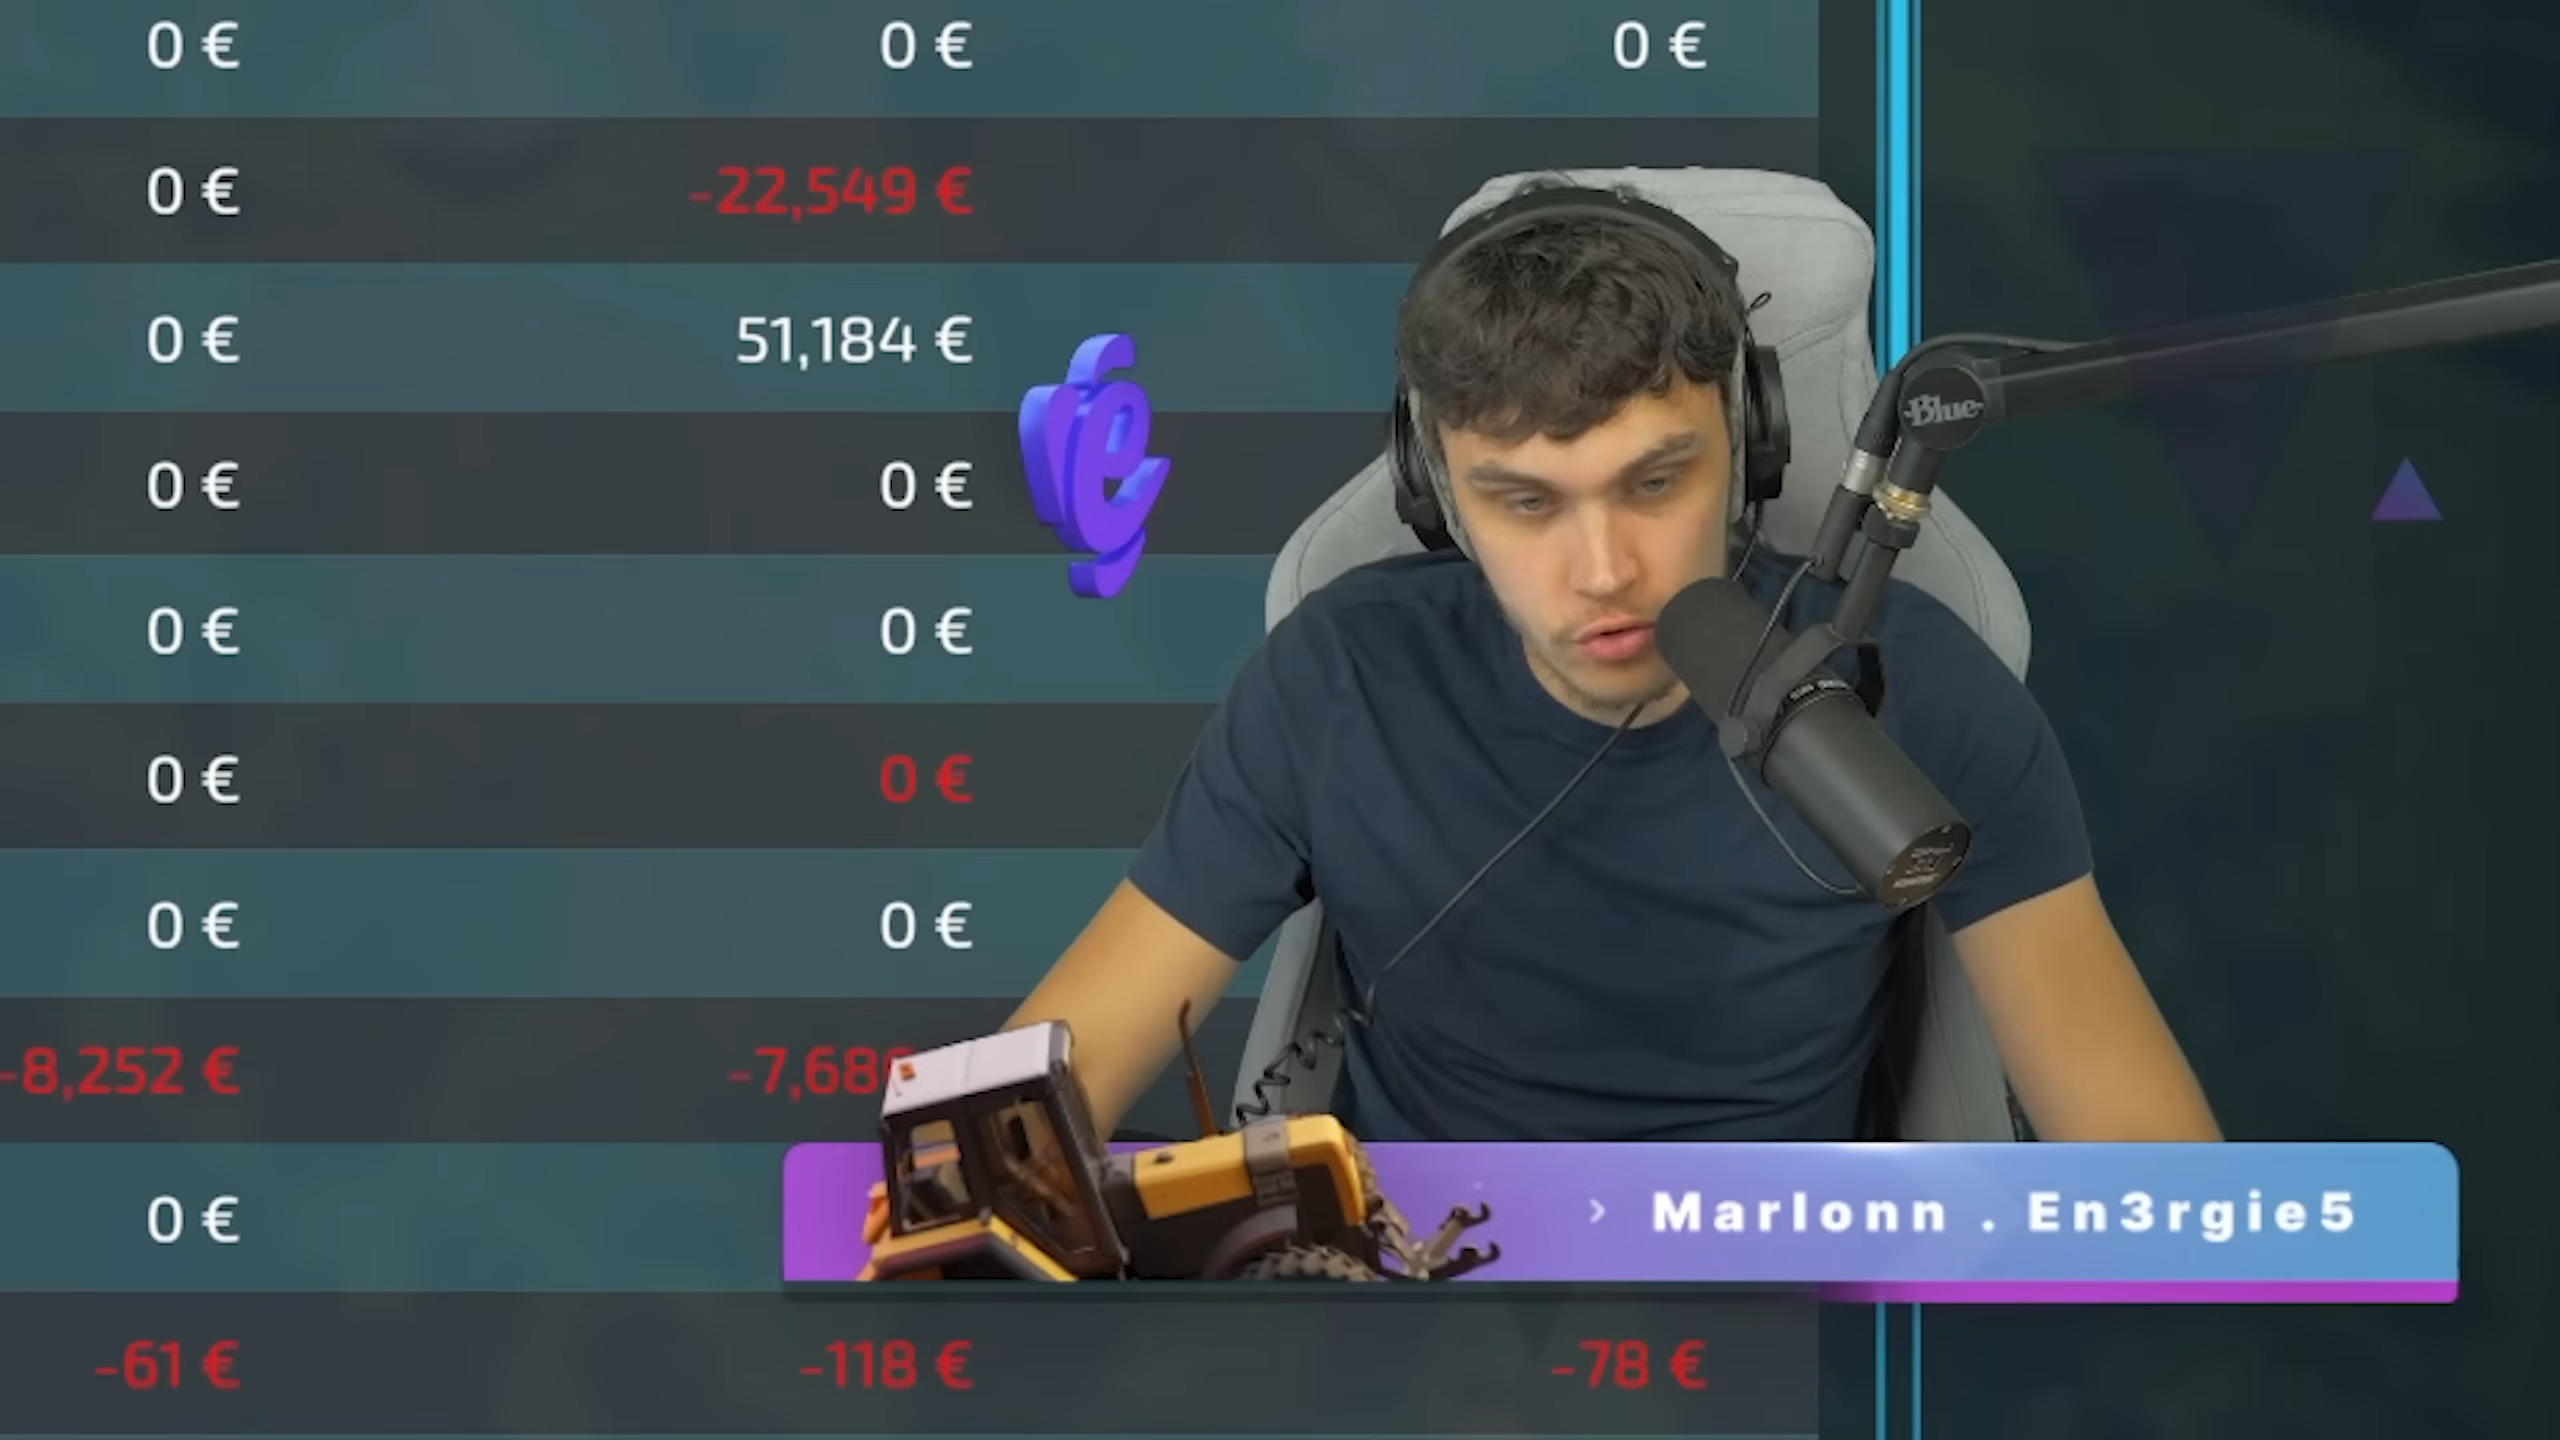 0 € 0 € 0 €
0 € -22,549 €
0 € 51,184 €
é
0 € 0 €
Blue
0 € 0 €
0 € 0 €
0 € 0 €
-8,252 €
0 €
› Marlonn . En3rgie5
-61 € -118 € -78 €